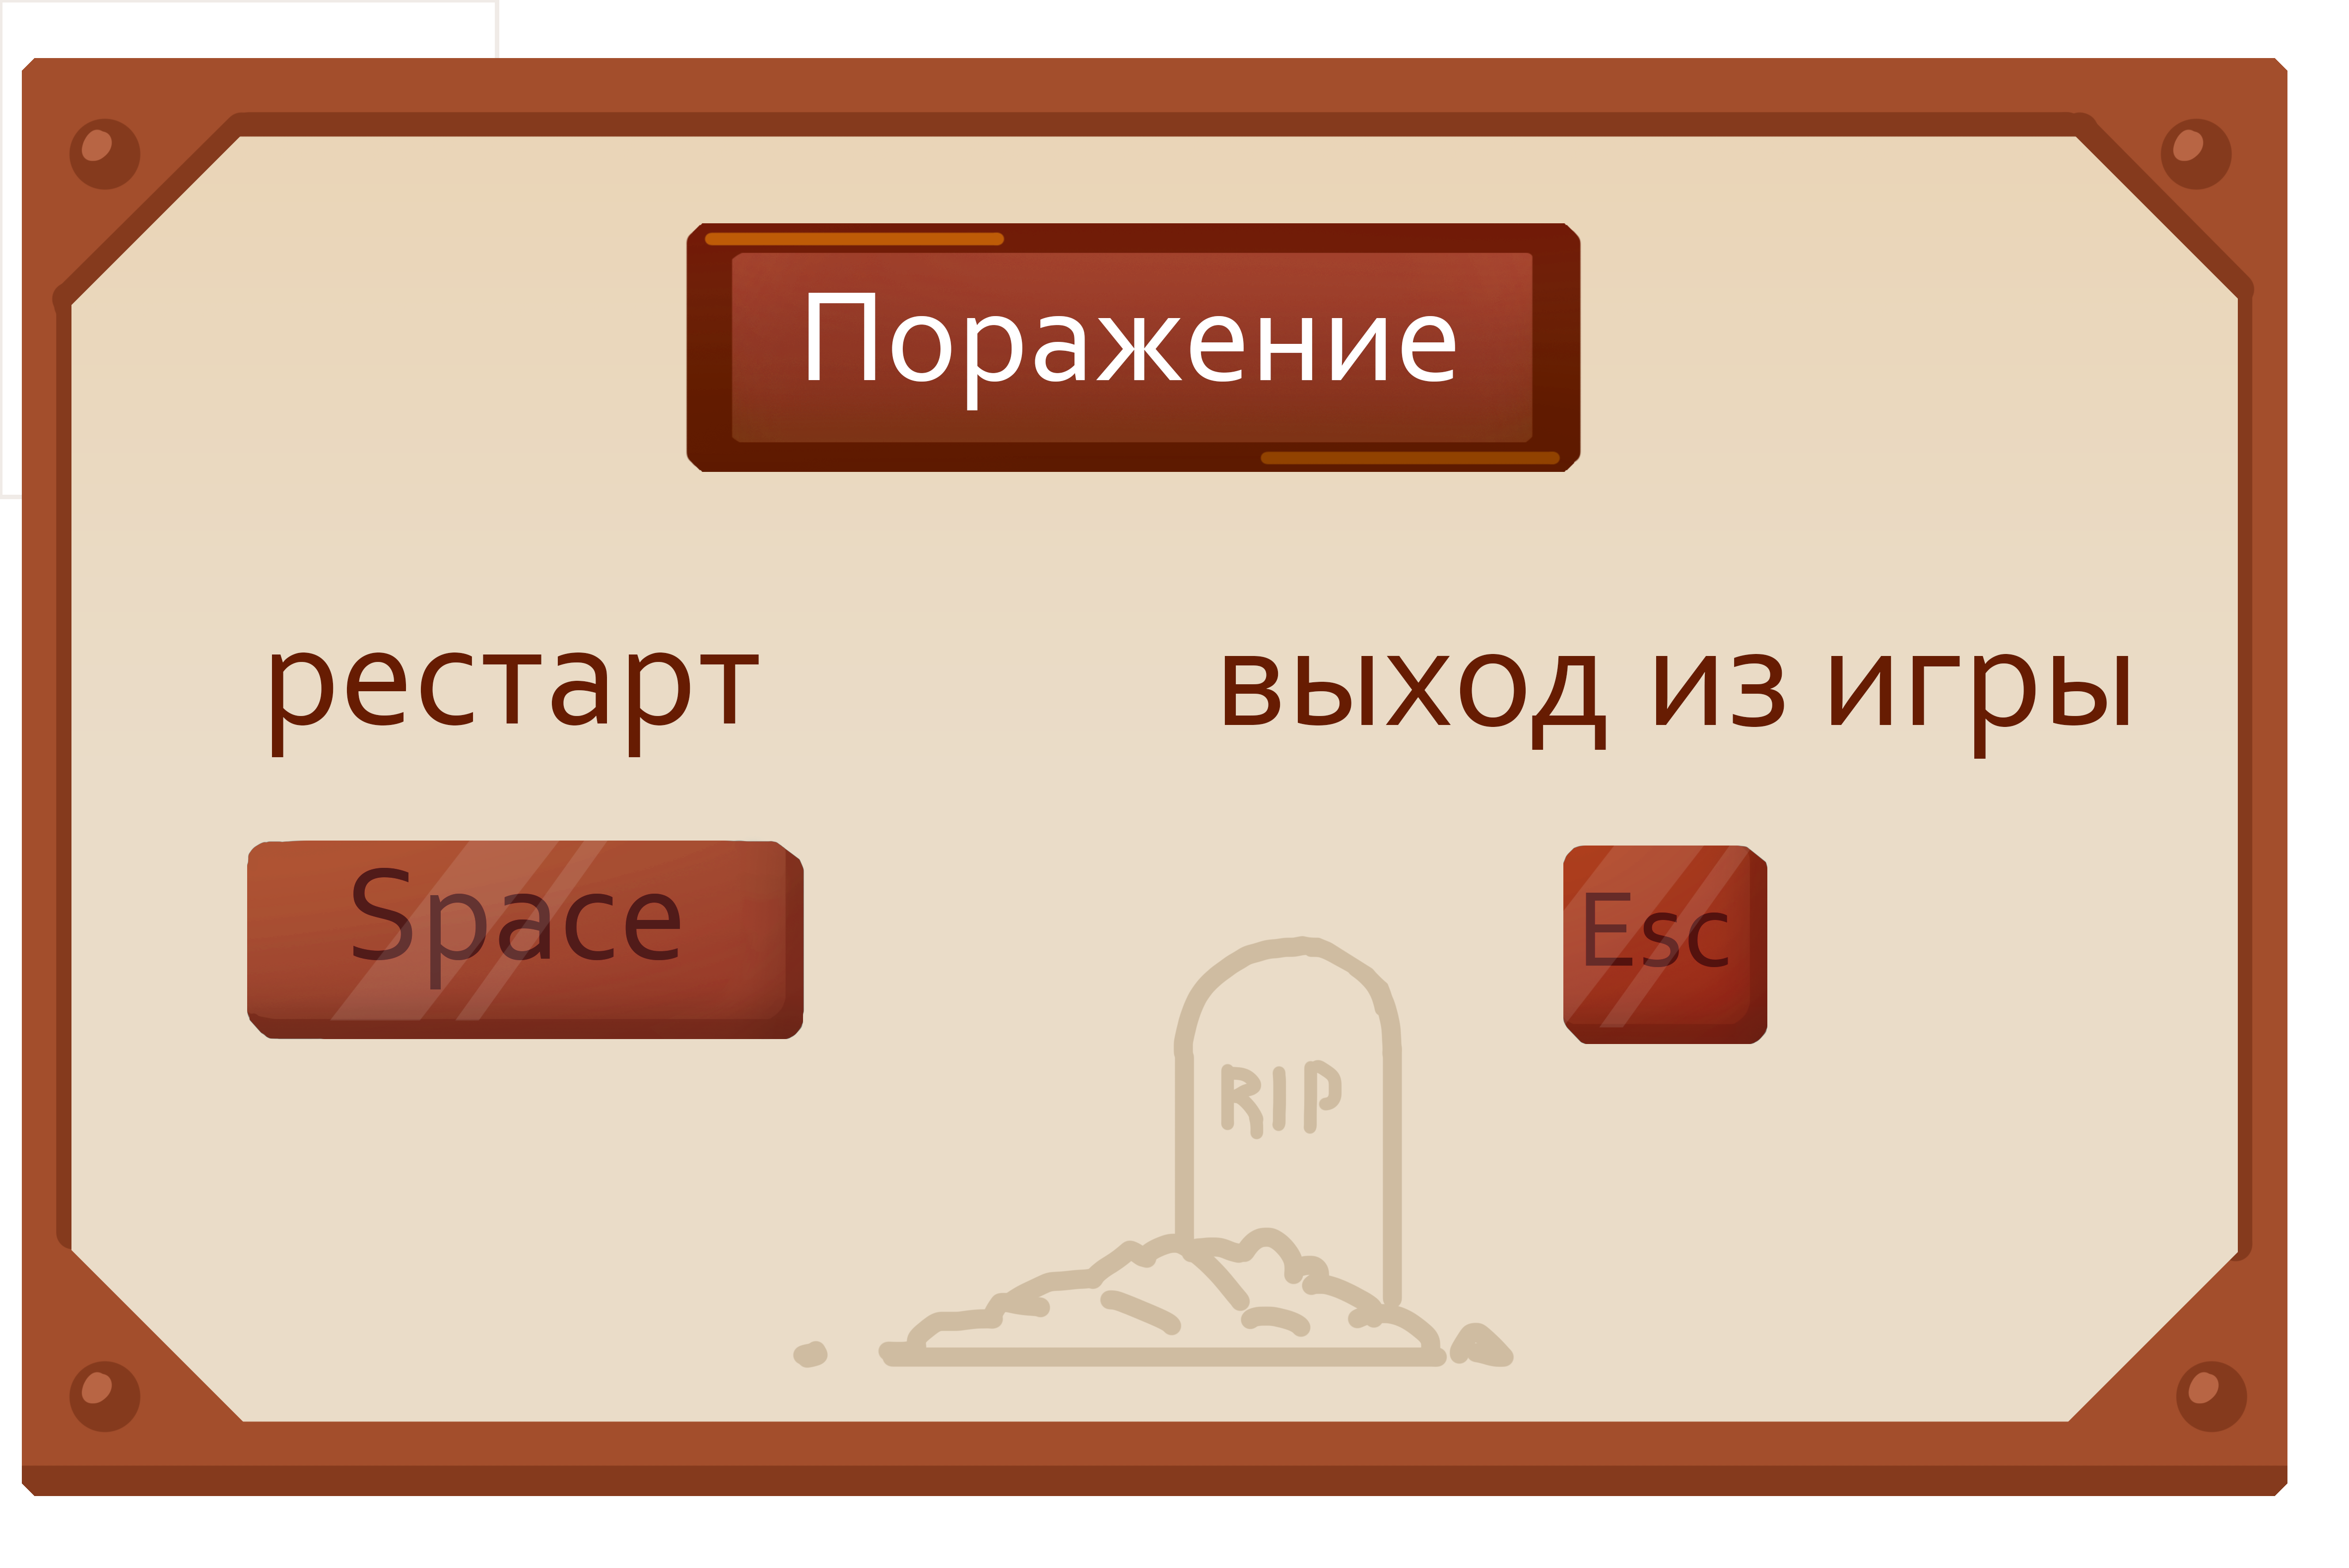 Поражение
рестарт
выход из игры
Space
Esc
RIP